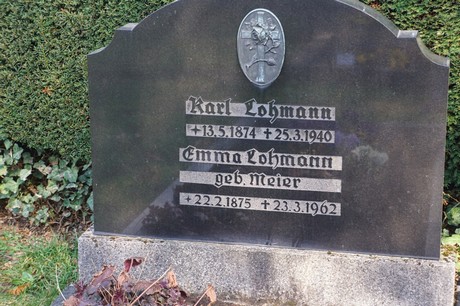 Karl Lohmann
+13.5.1874 +25.3.1940
Emma Lohmann
geb. Meier
+22.2.1875 +23.3.1962